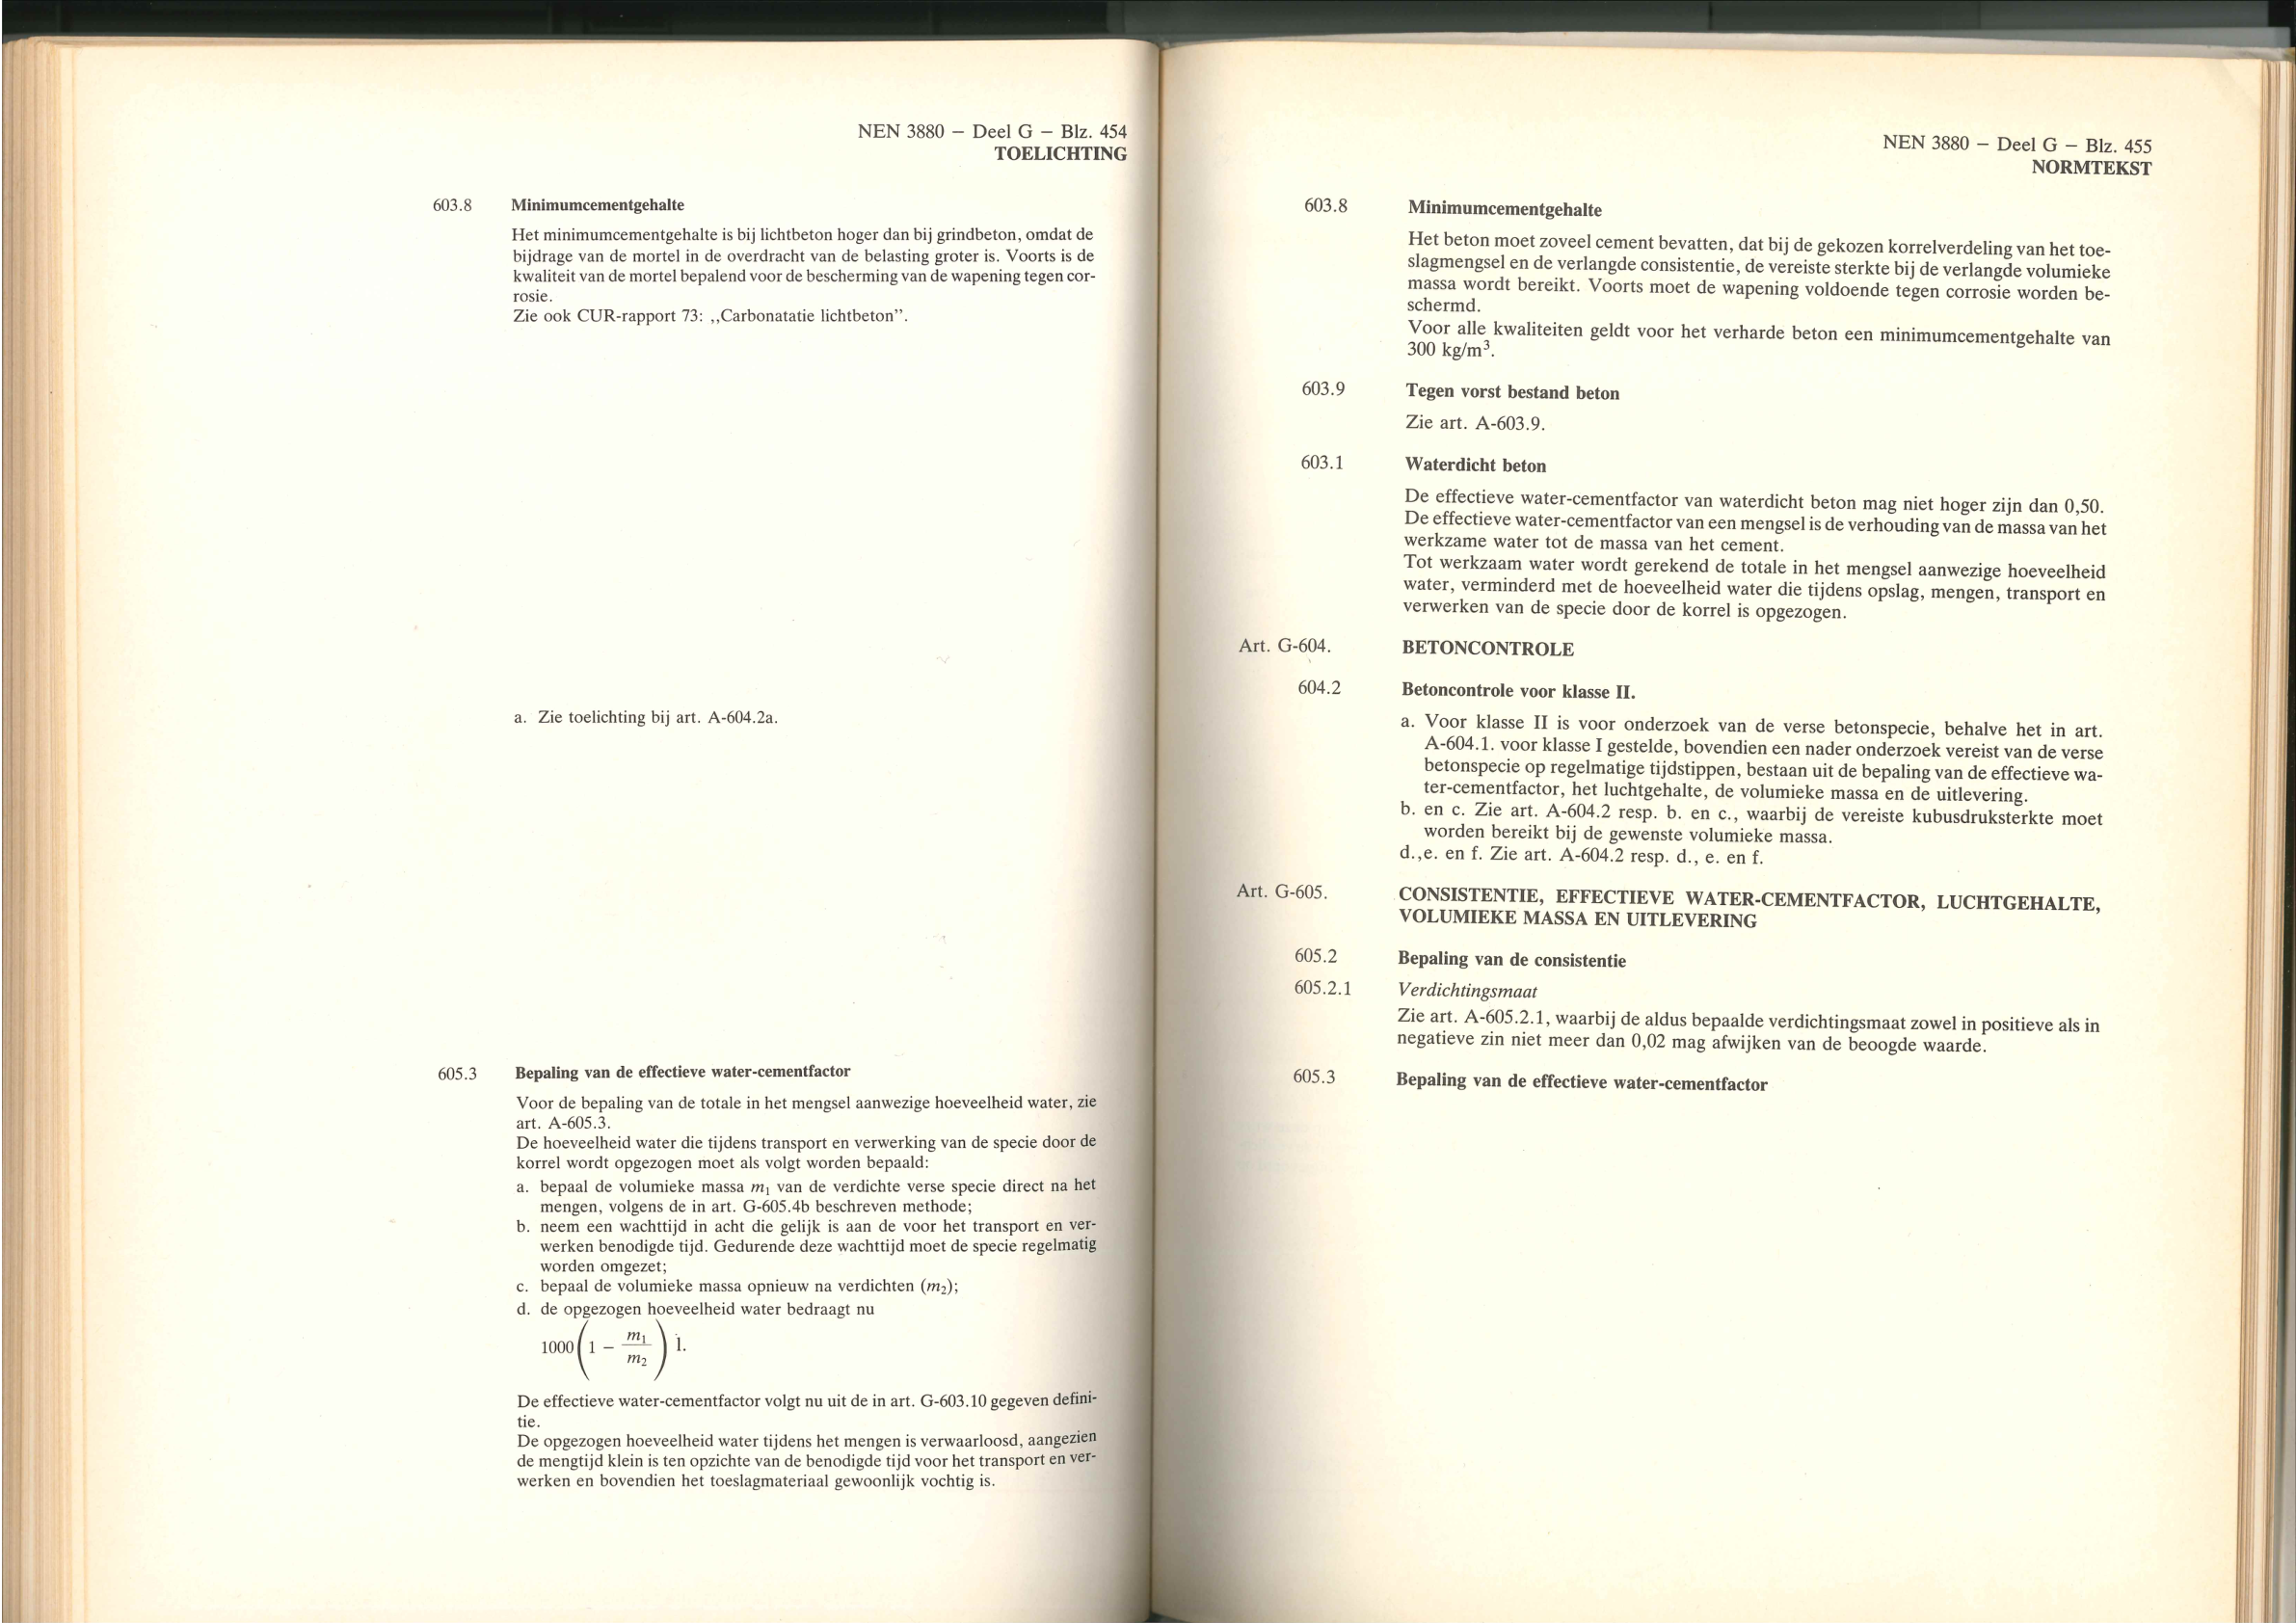 NEN 3880 — Deel G — Blz. 454
TOELICHTING
603.8 Minimumcementgehalte
Het minimumcementgehalte is bij lichtbeton hoger dan bij grindbeton, omdat de
bijdrage van de mortel in de overdracht van de belasting groter is. Voorts is de
kwaliteit van de mortel bepalend voor de bescherming van de wapening tegen cor-
rosie.
Zie ook CUR-rapport 73: ,,Carbonatatie lichtbeton”.
a. Zie toelichting bij art. A-604.2a.
605.3 Bepaling van de effectieve water-cementfactor
Voor de bepaling van de totale in het mengsel aanwezige hoeveelheid water, zie
art. A-605.3.
De hoeveelheid water die tijdens transport en verwerking van de specie door de
korrel wordt opgezogen moet als volgt worden bepaald:
a. bepaal de volumieke massa m₁ van de verdichte verse specie direct na het
mengen, volgens de in art. G-605.4b beschreven methode;
b. neem een wachttijd in acht die gelijk is aan de voor het transport en ver-
werken benodigde tijd. Gedurende deze wachttijd moet de specie regelmatig
worden omgezet;
c. bepaal de volumieke massa opnieuw na verdichten (m₂);
d. de opgezogen hoeveelheid water bedraagt nu
1000(1 − m₁/m₂) l.
De effectieve water-cementfactor volgt nu uit de in art. G-603.10 gegeven defini-
tie.
De opgezogen hoeveelheid water tijdens het mengen is verwaarloosd, aangezien
de mengtijd klein is ten opzichte van de benodigde tijd voor het transport en ver-
werken en bovendien het toeslagmateriaal gewoonlijk vochtig is.
NEN 3880 — Deel G — Blz. 455
NORMTEKST
603.8 Minimumcementgehalte
Het beton moet zoveel cement bevatten, dat bij de gekozen korrelverdeling van het toe-
slagmengsel en de verlangde consistentie, de vereiste sterkte bij de verlangde volumieke
massa wordt bereikt. Voorts moet de wapening voldoende tegen corrosie worden be-
schermd.
Voor alle kwaliteiten geldt voor het verharde beton een minimumcementgehalte van
300 kg/m³.
603.9 Tegen vorst bestand beton
Zie art. A-603.9.
603.1 Waterdicht beton
De effectieve water-cementfactor van waterdicht beton mag niet hoger zijn dan 0,50.
De effectieve water-cementfactor van een mengsel is de verhouding van de massa van het
werkzame water tot de massa van het cement.
Tot werkzaam water wordt gerekend de totale in het mengsel aanwezige hoeveelheid
water, verminderd met de hoeveelheid water die tijdens opslag, mengen, transport en
verwerken van de specie door de korrel is opgezogen.
Art. G-604. BETONCONTROLE
604.2 Betoncontrole voor klasse II.
a. Voor klasse II is voor onderzoek van de verse betonspecie, behalve het in art.
A-604.1. voor klasse I gestelde, bovendien een nader onderzoek vereist van de verse
betonspecie op regelmatige tijdstippen, bestaan uit de bepaling van de effectieve wa-
ter-cementfactor, het luchtgehalte, de volumieke massa en de uitlevering.
b. en c. Zie art. A-604.2 resp. b. en c., waarbij de vereiste kubusdruksterkte moet
worden bereikt bij de gewenste volumieke massa.
d.,e. en f. Zie art. A-604.2 resp. d., e. en f.
Art. G-605. CONSISTENTIE, EFFECTIEVE WATER-CEMENTFACTOR, LUCHTGEHALTE,
VOLUMIEKE MASSA EN UITLEVERING
605.2 Bepaling van de consistentie
605.2.1 Verdichtingsmaat
Zie art. A-605.2.1, waarbij de aldus bepaalde verdichtingsmaat zowel in positieve als in
negatieve zin niet meer dan 0,02 mag afwijken van de beoogde waarde.
605.3 Bepaling van de effectieve water-cementfactor